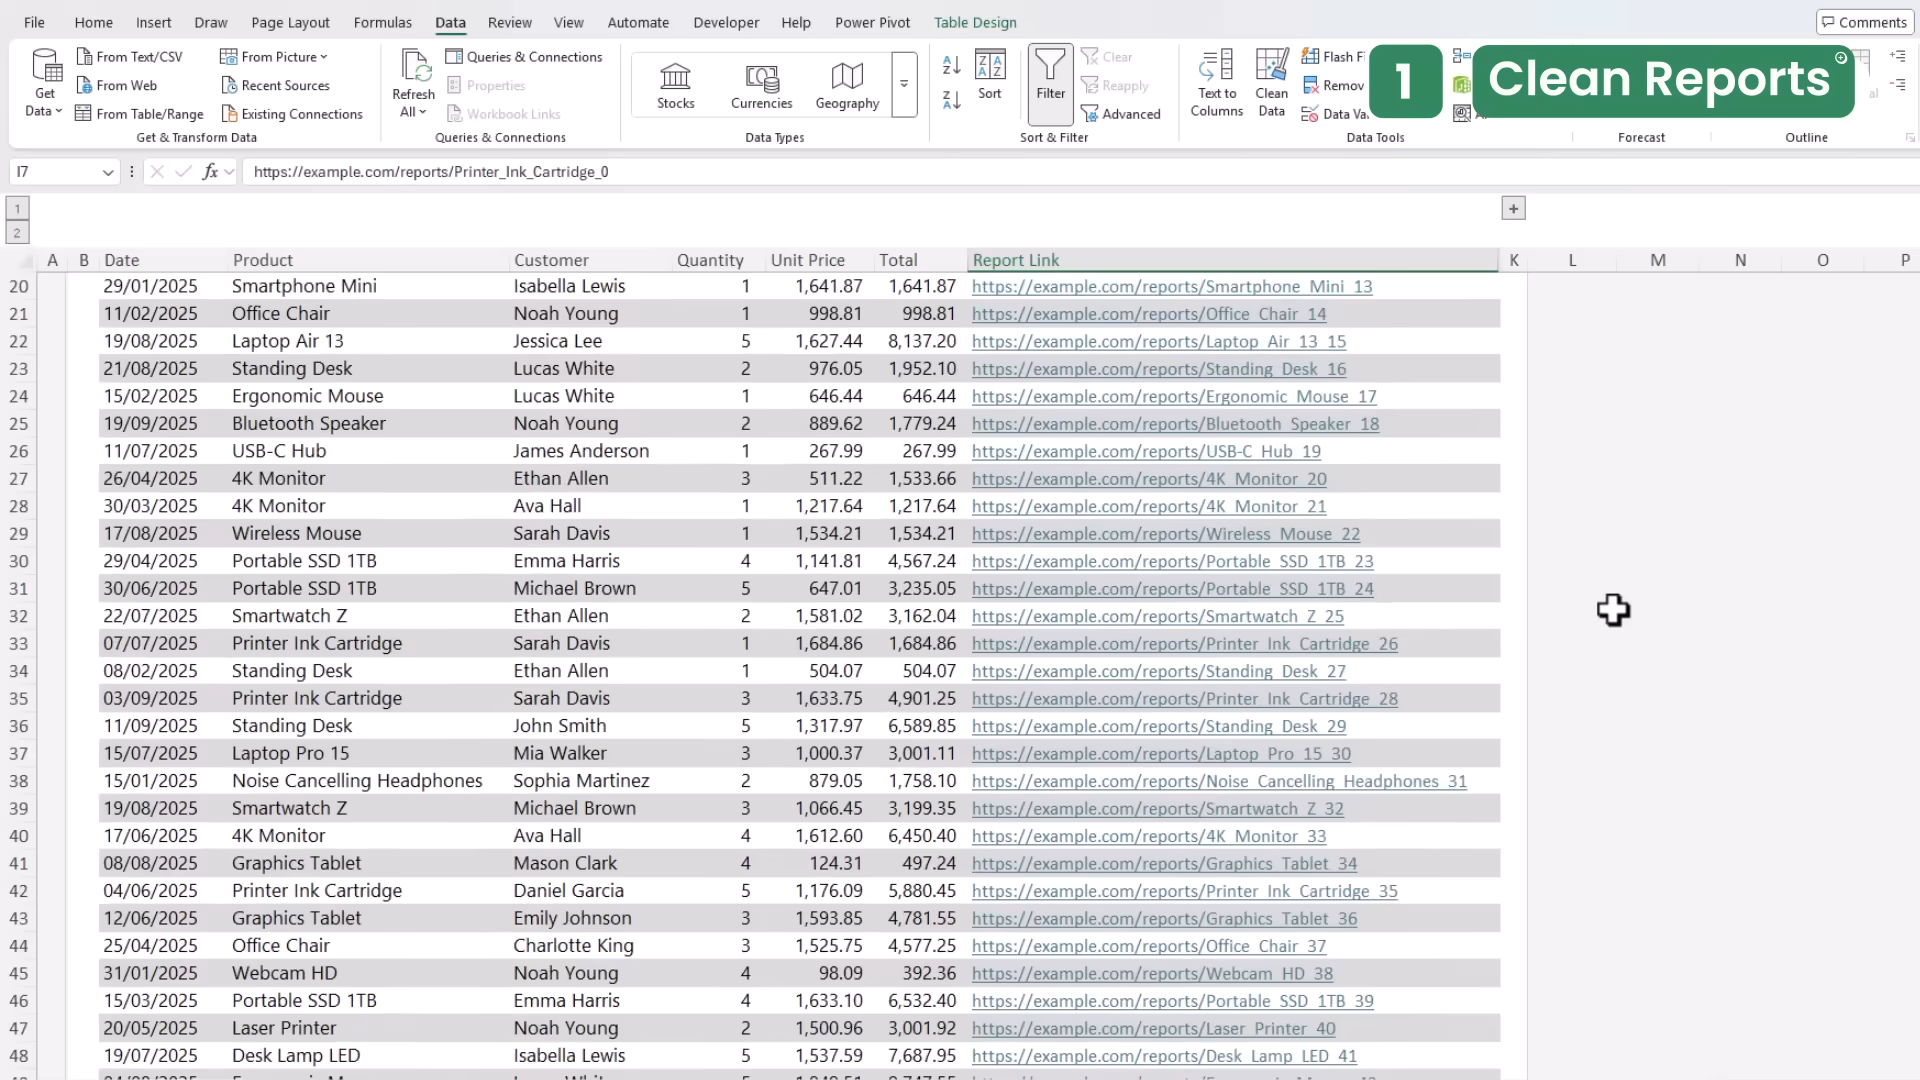 File Home Insert Draw Page Layout Formulas Data Review View Automate Developer Help Power Pivot Table Design Comments
Get Data From Text/CSV From Web From Table/Range From Picture Recent Sources Existing Connections
Get & Transform Data
Refresh All Queries & Connections Properties Workbook Links
Queries & Connections
Stocks Currencies Geography
Data Types
Sort Filter Clear Reapply Advanced
Sort & Filter
Text to Columns Clean Data Flash Fi Remov Data Va
Data Tools
Forecast
Outline
1 Clean Reports
I7 fx https://example.com/reports/Printer_Ink_Cartridge_0
1
2
+
A B Date Product Customer Quantity Unit Price Total Report Link K L M N O P
20 29/01/2025 Smartphone Mini Isabella Lewis 1 1,641.87 1,641.87 https://example.com/reports/Smartphone_Mini_13
21 11/02/2025 Office Chair Noah Young 1 998.81 998.81 https://example.com/reports/Office_Chair_14
22 19/08/2025 Laptop Air 13 Jessica Lee 5 1,627.44 8,137.20 https://example.com/reports/Laptop_Air_13_15
23 21/08/2025 Standing Desk Lucas White 2 976.05 1,952.10 https://example.com/reports/Standing_Desk_16
24 15/02/2025 Ergonomic Mouse Lucas White 1 646.44 646.44 https://example.com/reports/Ergonomic_Mouse_17
25 19/09/2025 Bluetooth Speaker Noah Young 2 889.62 1,779.24 https://example.com/reports/Bluetooth_Speaker_18
26 11/07/2025 USB-C Hub James Anderson 1 267.99 267.99 https://example.com/reports/USB-C_Hub_19
27 26/04/2025 4K Monitor Ethan Allen 3 511.22 1,533.66 https://example.com/reports/4K_Monitor_20
28 30/03/2025 4K Monitor Ava Hall 1 1,217.64 1,217.64 https://example.com/reports/4K_Monitor_21
29 17/08/2025 Wireless Mouse Sarah Davis 1 1,534.21 1,534.21 https://example.com/reports/Wireless_Mouse_22
30 29/04/2025 Portable SSD 1TB Emma Harris 4 1,141.81 4,567.24 https://example.com/reports/Portable_SSD_1TB_23
31 30/06/2025 Portable SSD 1TB Michael Brown 5 647.01 3,235.05 https://example.com/reports/Portable_SSD_1TB_24
32 22/07/2025 Smartwatch Z Ethan Allen 2 1,581.02 3,162.04 https://example.com/reports/Smartwatch_Z_25
33 07/07/2025 Printer Ink Cartridge Sarah Davis 1 1,684.86 1,684.86 https://example.com/reports/Printer_Ink_Cartridge_26
34 08/02/2025 Standing Desk Ethan Allen 1 504.07 504.07 https://example.com/reports/Standing_Desk_27
35 03/09/2025 Printer Ink Cartridge Sarah Davis 3 1,633.75 4,901.25 https://example.com/reports/Printer_Ink_Cartridge_28
36 11/09/2025 Standing Desk John Smith 5 1,317.97 6,589.85 https://example.com/reports/Standing_Desk_29
37 15/07/2025 Laptop Pro 15 Mia Walker 3 1,000.37 3,001.11 https://example.com/reports/Laptop_Pro_15_30
38 15/01/2025 Noise Cancelling Headphones Sophia Martinez 2 879.05 1,758.10 https://example.com/reports/Noise_Cancelling_Headphones_31
39 19/08/2025 Smartwatch Z Michael Brown 3 1,066.45 3,199.35 https://example.com/reports/Smartwatch_Z_32
40 17/06/2025 4K Monitor Ava Hall 4 1,612.60 6,450.40 https://example.com/reports/4K_Monitor_33
41 08/08/2025 Graphics Tablet Mason Clark 4 124.31 497.24 https://example.com/reports/Graphics_Tablet_34
42 04/06/2025 Printer Ink Cartridge Daniel Garcia 5 1,176.09 5,880.45 https://example.com/reports/Printer_Ink_Cartridge_35
43 12/06/2025 Graphics Tablet Emily Johnson 3 1,593.85 4,781.55 https://example.com/reports/Graphics_Tablet_36
44 25/04/2025 Office Chair Charlotte King 3 1,525.75 4,577.25 https://example.com/reports/Office_Chair_37
45 31/01/2025 Webcam HD Noah Young 4 98.09 392.36 https://example.com/reports/Webcam_HD_38
46 15/03/2025 Portable SSD 1TB Emma Harris 4 1,633.10 6,532.40 https://example.com/reports/Portable_SSD_1TB_39
47 20/05/2025 Laser Printer Noah Young 2 1,500.96 3,001.92 https://example.com/reports/Laser_Printer_40
48 19/07/2025 Desk Lamp LED Isabella Lewis 5 1,537.59 7,687.95 https://example.com/reports/Desk_Lamp_LED_41